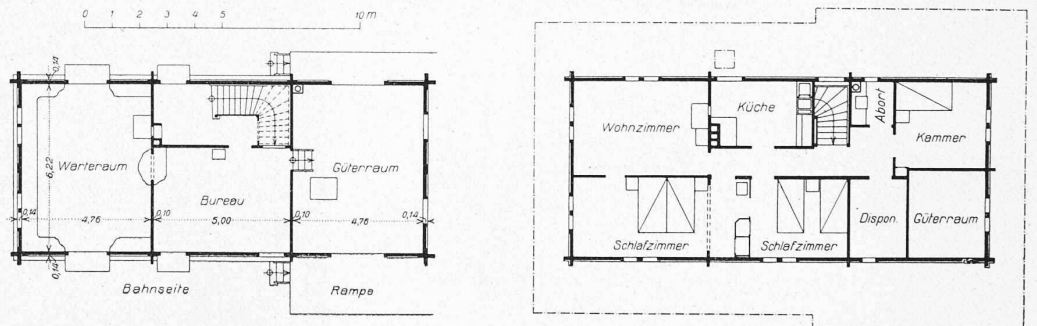 0 1 2 3 4 5 10 m
0,14
Warteraum
6,22
Bureau
Güterraum
0,14 4,76 0,10 5,00 0,10 4,76 0,14
0,14
Bahnseite
Rampe
Wohnzimmer
Küche
Abort
Kammer
Schlafzimmer
Schlafzimmer
Dispon.
Güterraum